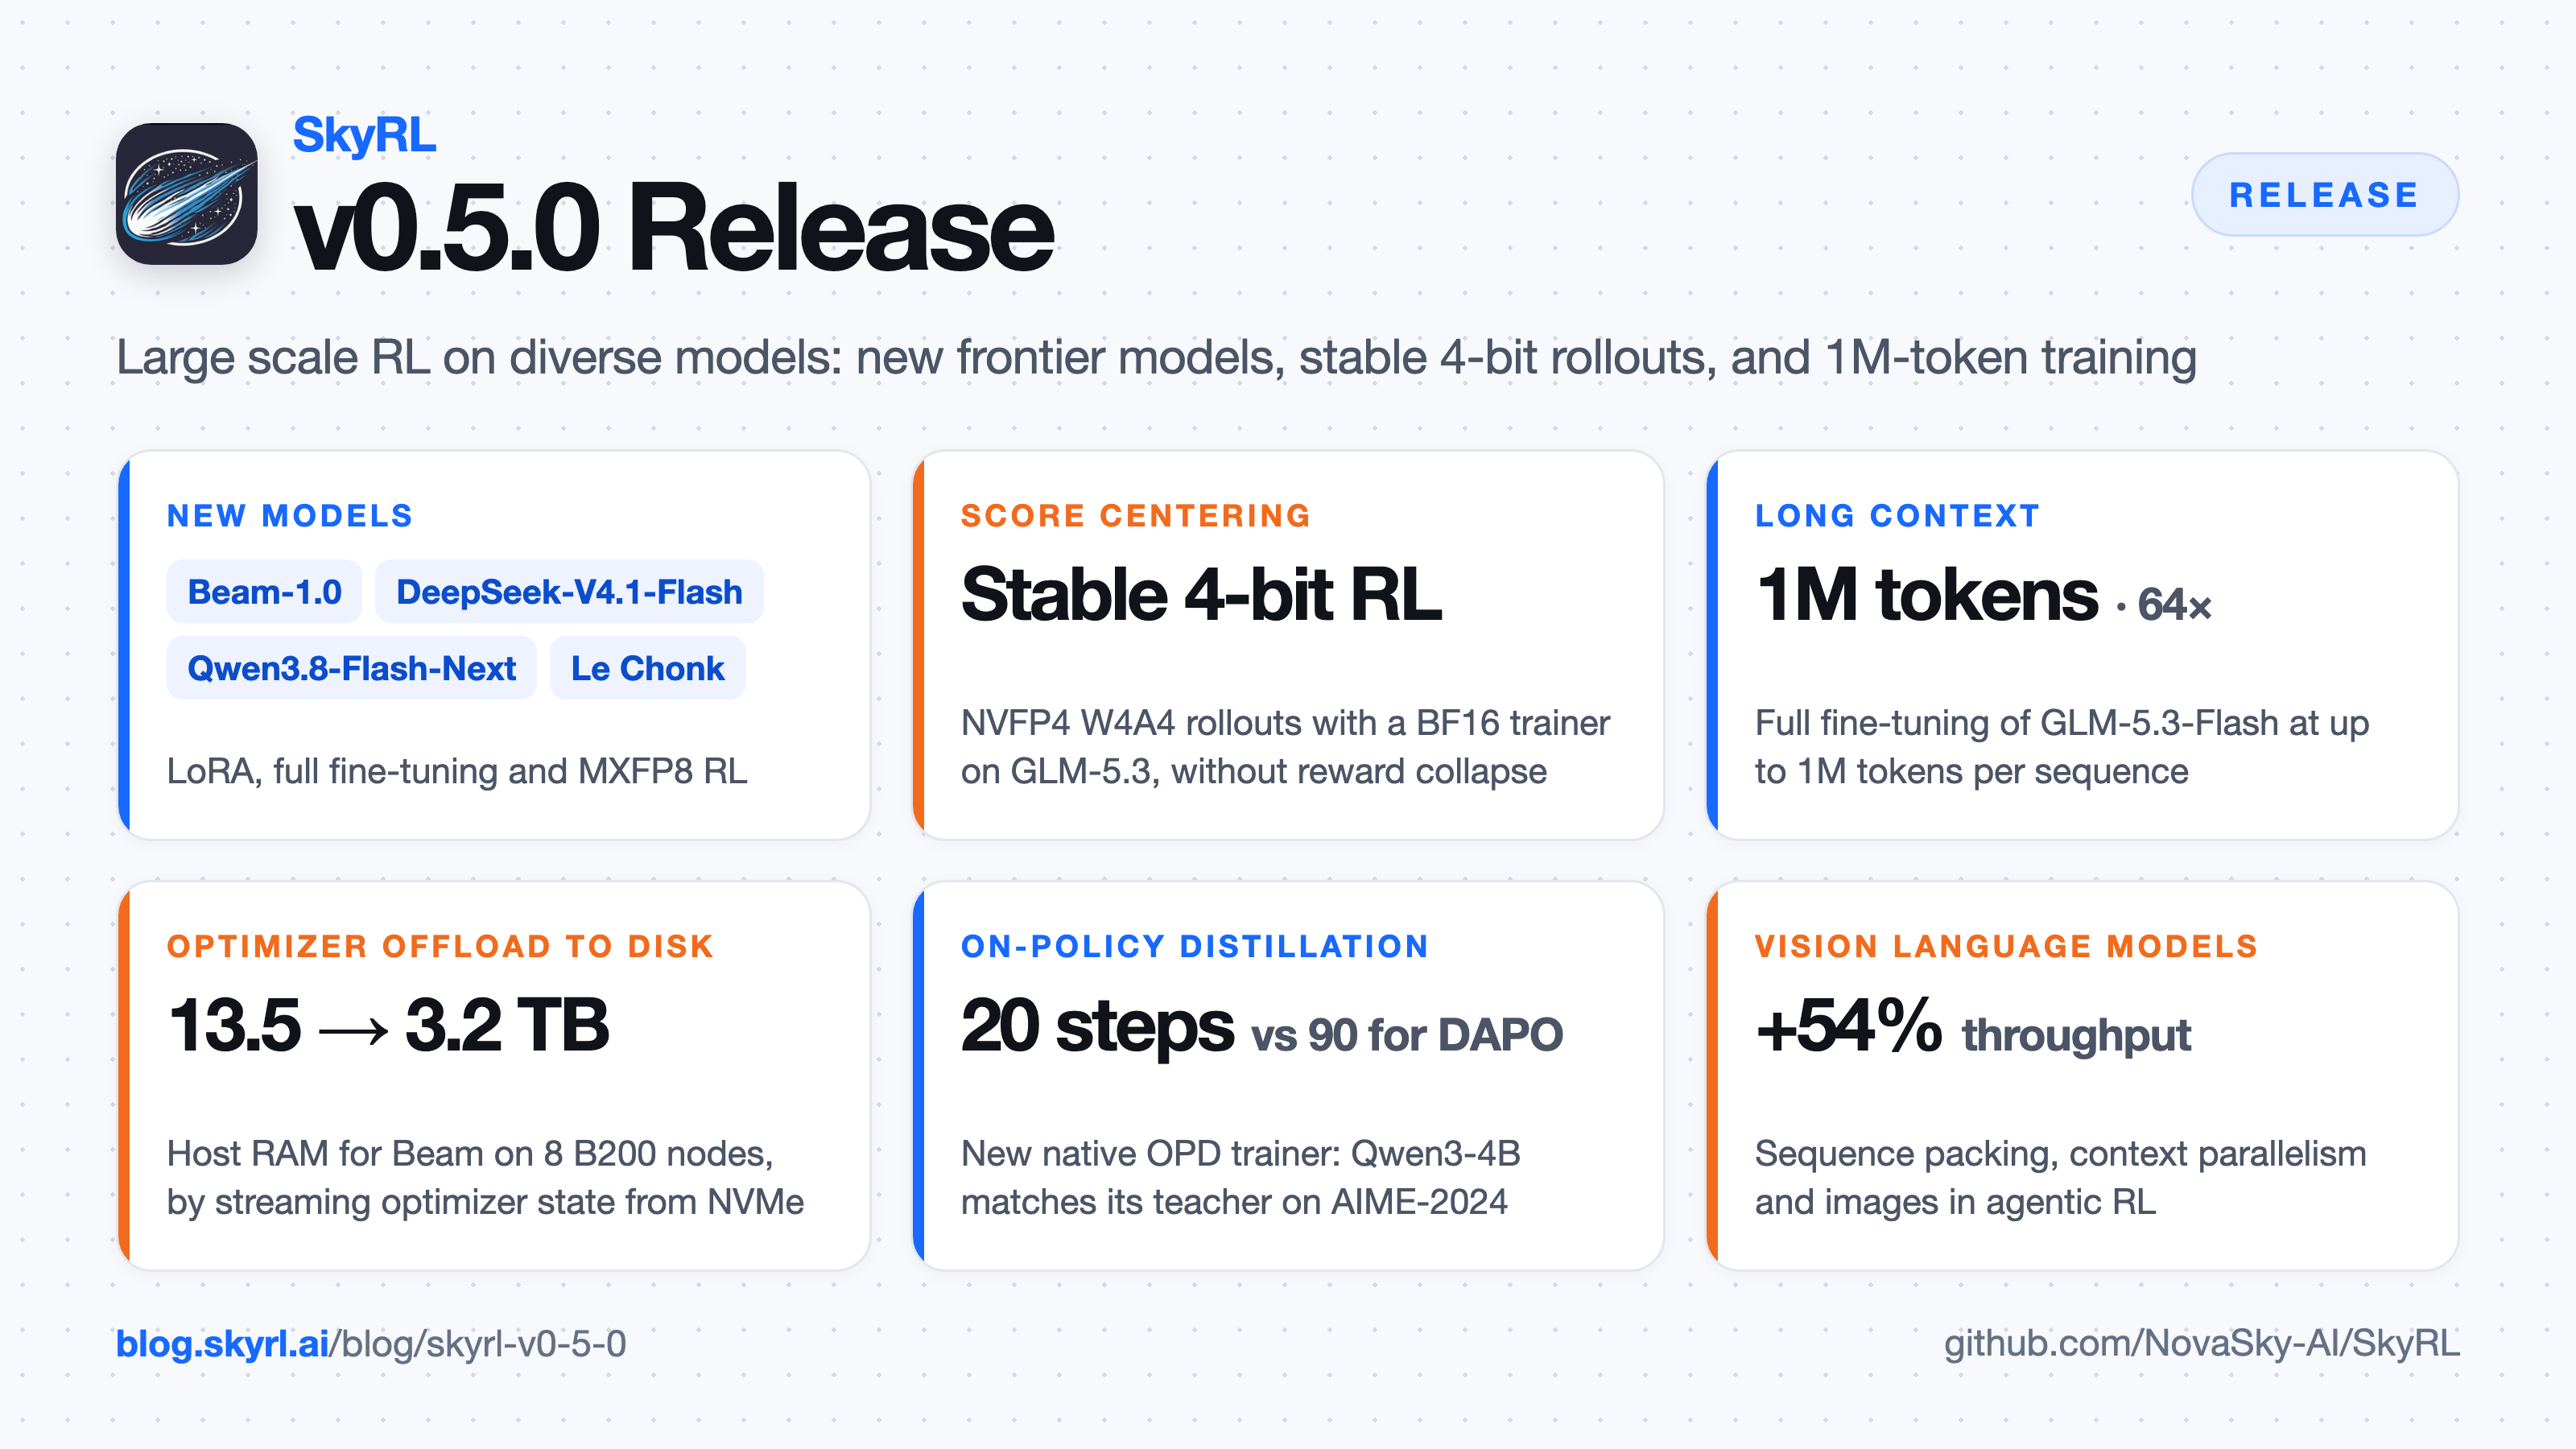 SkyRL
v0.5.0 Release
RELEASE
Large scale RL on diverse models: new frontier models, stable 4-bit rollouts, and 1M-token training
NEW MODELS
Beam-1.0
DeepSeek-V4.1-Flash
Qwen3.8-Flash-Next
Le Chonk
LoRA, full fine-tuning and MXFP8 RL
SCORE CENTERING
Stable 4-bit RL
NVFP4 W4A4 rollouts with a BF16 trainer
on GLM-5.3, without reward collapse
LONG CONTEXT
1M tokens · 64×
Full fine-tuning of GLM-5.3-Flash at up
to 1M tokens per sequence
OPTIMIZER OFFLOAD TO DISK
13.5 → 3.2 TB
Host RAM for Beam on 8 B200 nodes,
by streaming optimizer state from NVMe
ON-POLICY DISTILLATION
20 steps vs 90 for DAPO
New native OPD trainer: Qwen3-4B
matches its teacher on AIME-2024
VISION LANGUAGE MODELS
+54% throughput
Sequence packing, context parallelism
and images in agentic RL
blog.skyrl.ai/blog/skyrl-v0-5-0
github.com/NovaSky-AI/SkyRL